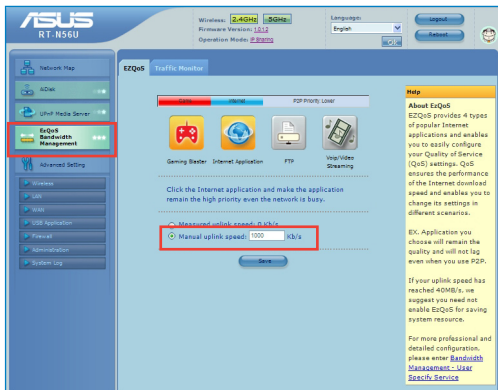 ASUS
RT-N56U
Wireless: 2.4GHz 5GHz
Firmware Version: 1.0.1.2
Operation Mode: IP Sharing
Language:
English
Logout
Reboot
Network Map
AiDisk
UPnP Media Server
EzQoS
Bandwidth
Management
Advanced Setting
Wireless
LAN
WAN
USB Application
Firewall
Administration
System Log
EZQoS
Traffic Monitor
Game
Internet
P2P Priority Lower
Gaming Blaster
Internet Application
FTP
Voip/Video
Streaming
Click the Internet application and make the application
remain the high priority even the network is busy.
Measured uplink speed: 0 Kb/s
Manual uplink speed: 1000 Kb/s
Save
Help
About EzQoS
EZQoS provides 4 types
of popular Internet
applications and enables
you to easily configure
your Quality of Service
(QoS) settings. QoS
ensures the performance
of the Internet download
speed and enables you to
change its settings in
different scenarios.
EX. Application you
choose will remain the
quality and will not lag
even when you use P2P.
If your uplink speed has
reached 40MB/s, we
suggest you need not
enable EzQoS for saving
system resource.
For more professional and
detailed configuration,
please enter Bandwidth
Management - User
Specify Service